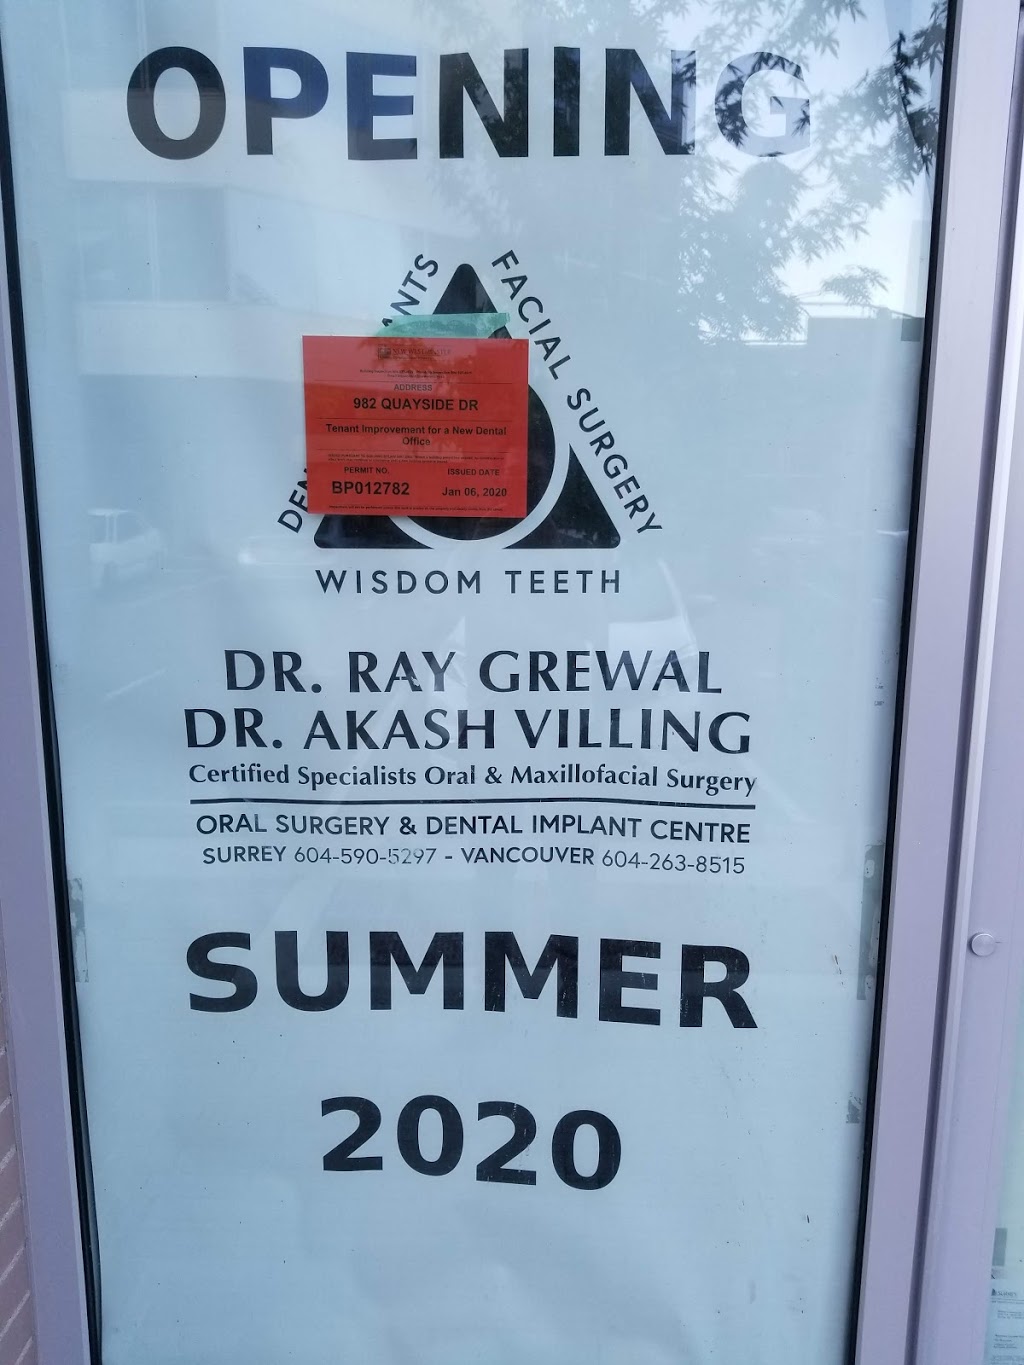 OPENING
ANTS
FACIAL SURGERY
ADDRESS
982 QUAYSIDE DR
Tenant Improvement for a New Dental
Office
PERMIT NO. ISSUED DATE
BP012782 Jan 06, 2020
WISDOM TEETH
DR. RAY GREWAL
DR. AKASH VILLING
Certified Specialists Oral & Maxillofacial Surgery
ORAL SURGERY & DENTAL IMPLANT CENTRE
SURREY 604-590-5297 - VANCOUVER 604-263-8515
SUMMER
2020